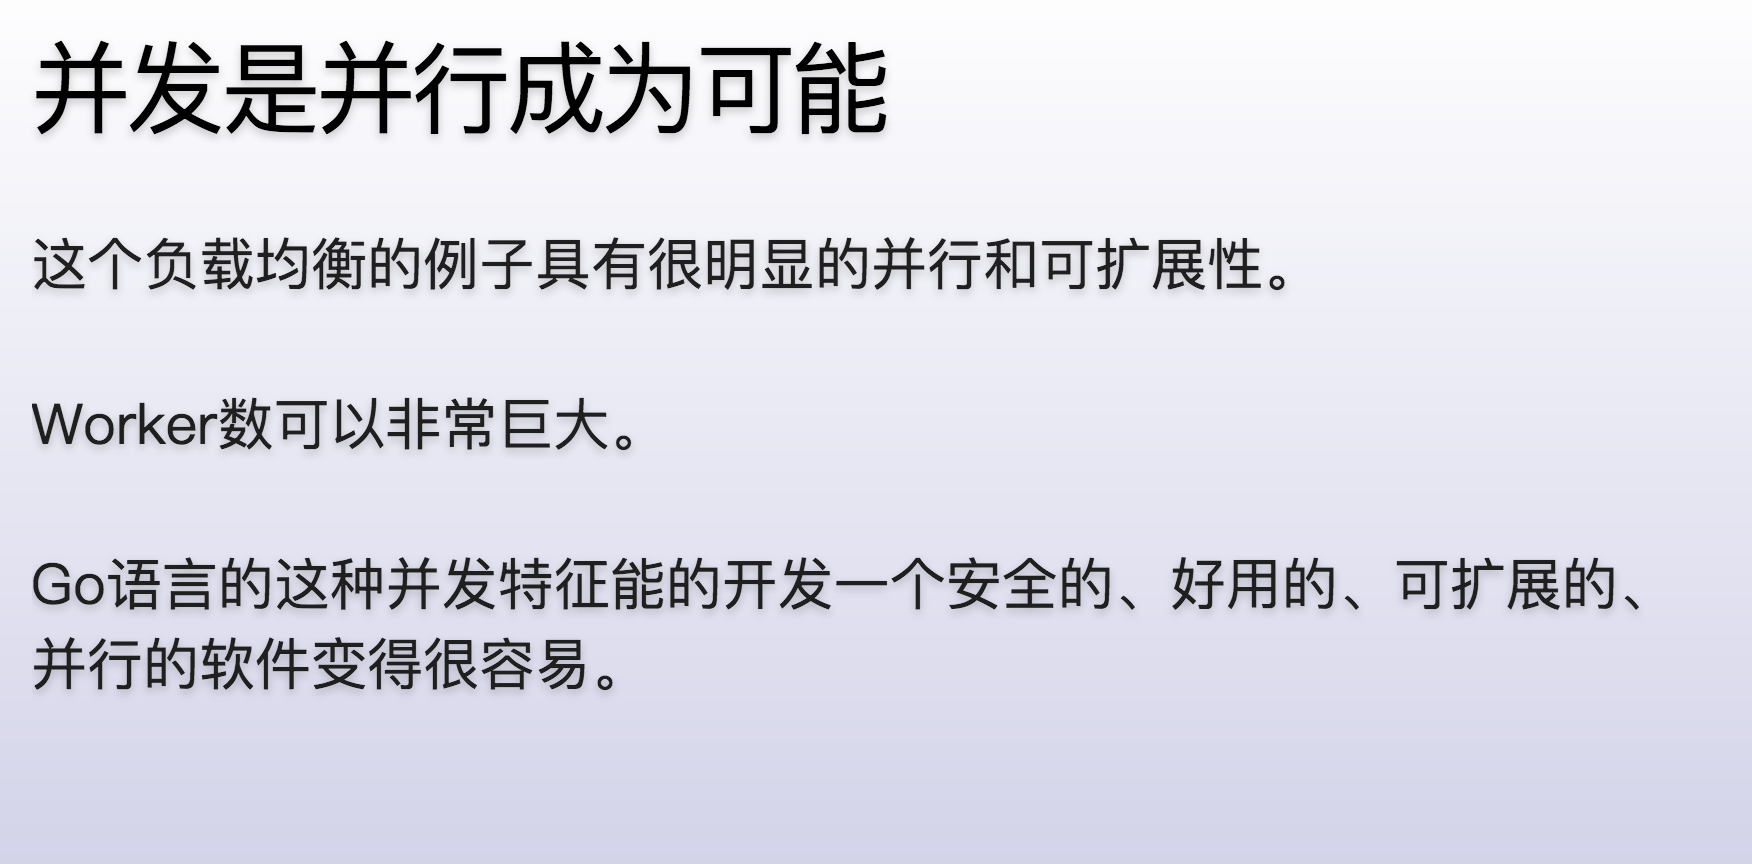 并发是并行成为可能
这个负载均衡的例子具有很明显的并行和可扩展性。
Worker数可以非常巨大。
Go语言的这种并发特征能的开发一个安全的、好用的、可扩展的、
并行的软件变得很容易。